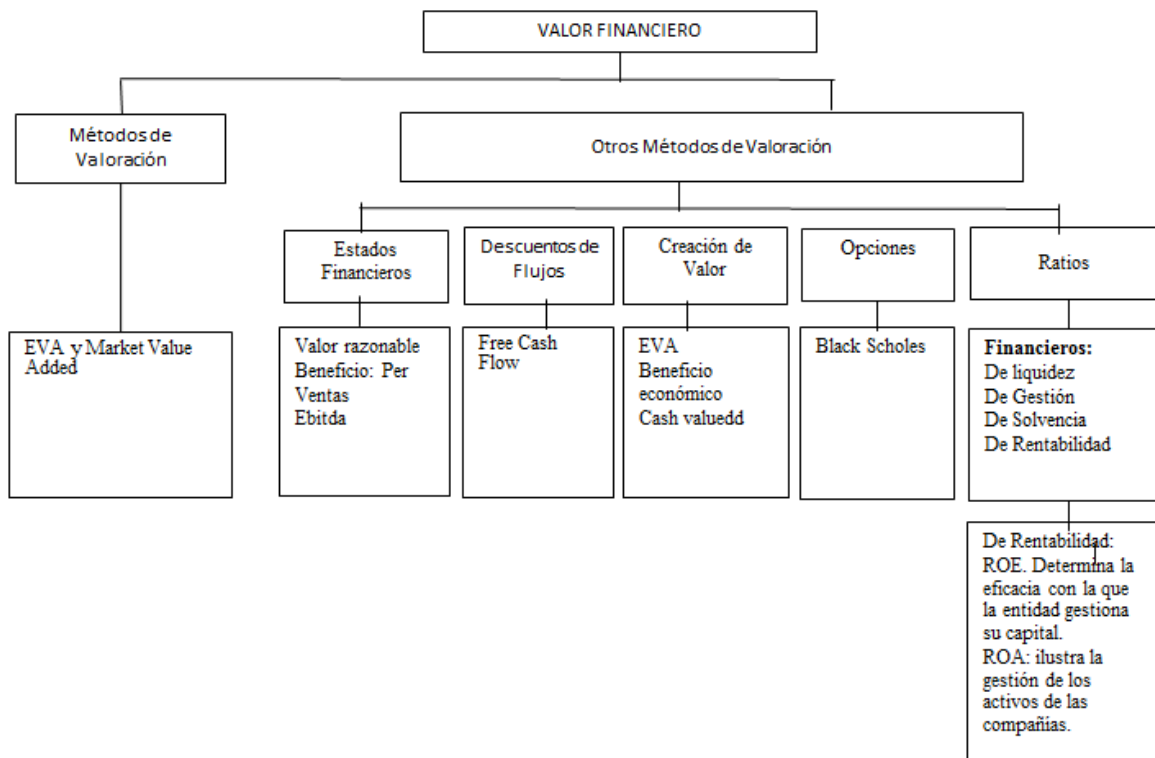 VALOR FINANCIERO
Métodos de
Valoración
Otros Métodos de Valoración
Estados
Financieros
Descuentos de
Flujos
Creación de
Valor
Opciones
Ratios
EVA y Market Value
Added
Valor razonable
Beneficio: Per
Ventas
Ebitda
Free Cash
Flow
EVA
Beneficio
económico
Cash valuedd
Black Scholes
Financieros:
De liquidez
De Gestión
De Solvencia
De Rentabilidad
De Rentabilidad:
ROE. Determina la
eficacia con la que
la entidad gestiona
su capital.
ROA: ilustra la
gestión de los
activos de las
compañias.